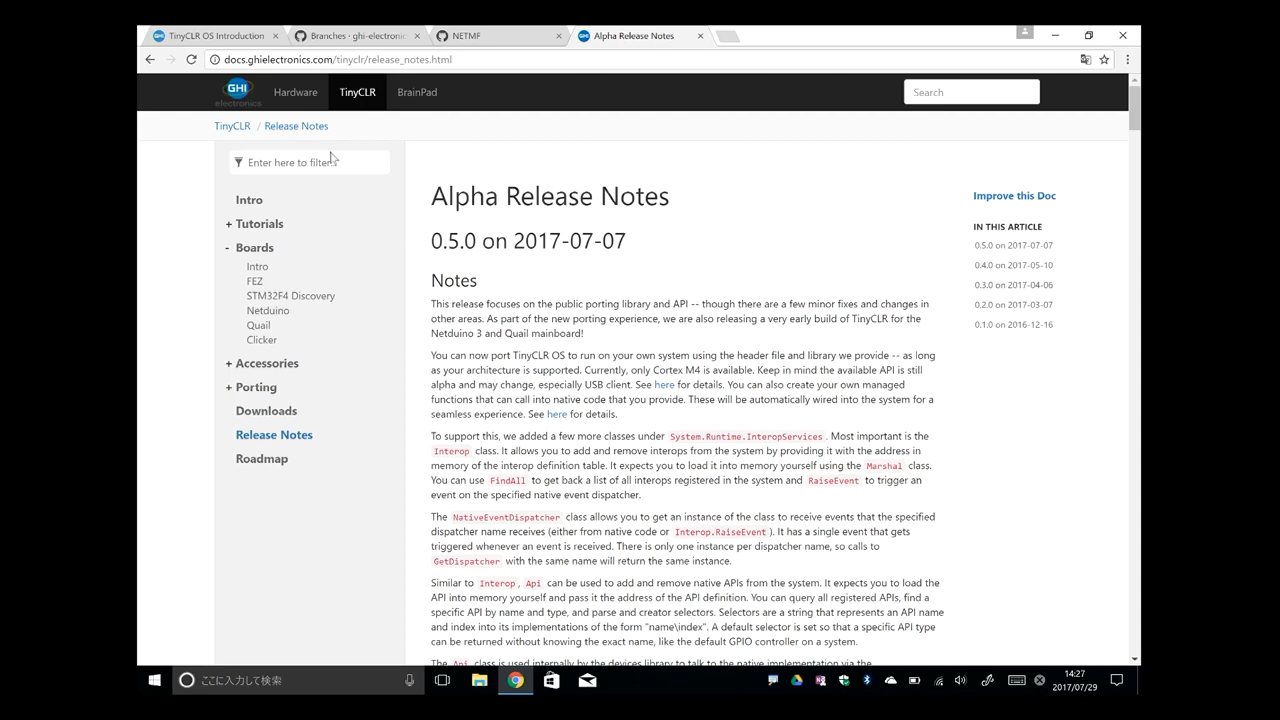 TinyCLR OS Introduction
Branches · ghi-electronic
NETMF
Alpha Release Notes
docs.ghielectronics.com/tinyclr/release_notes.html
GHI
electronics
Hardware
TinyCLR
BrainPad
Search
TinyCLR / Release Notes
Enter here to filter...
Intro
+ Tutorials
- Boards
Intro
FEZ
STM32F4 Discovery
Netduino
Quail
Clicker
+ Accessories
+ Porting
Downloads
Release Notes
Roadmap
Alpha Release Notes
0.5.0 on 2017-07-07
Notes
This release focuses on the public porting library and API -- though there are a few minor fixes and changes in
other areas. As part of the new porting experience, we are also releasing a very early build of TinyCLR for the
Netduino 3 and Quail mainboard!
You can now port TinyCLR OS to run on your own system using the header file and library we provide -- as long
as your architecture is supported. Currently, only Cortex M4 is available. Keep in mind the available API is still
alpha and may change, especially USB client. See here for details. You can also create your own managed
functions that can call into native code that you provide. These will be automatically wired into the system for a
seamless experience. See here for details.
To support this, we added a few more classes under System.Runtime.InteropServices . Most important is the
Interop class. It allows you to add and remove interops from the system by providing it with the address in
memory of the interop definition table. It expects you to load it into memory yourself using the Marshal class.
You can use FindAll to get back a list of all interops registered in the system and RaiseEvent to trigger an
event on the specified native event dispatcher.
The NativeEventDispatcher class allows you to get an instance of the class to receive events that the specified
dispatcher name receives (either from native code or Interop.RaiseEvent ). It has a single event that gets
triggered whenever an event is received. There is only one instance per dispatcher name, so calls to
GetDispatcher with the same name will return the same instance.
Similar to Interop , Api can be used to add and remove native APIs from the system. It expects you to load the
API into memory yourself and pass it the address of the API definition. You can query all registered APIs, find a
specific API by name and type, and parse and creator selectors. Selectors are a string that represents an API name
and index into its implementations of the form "name\index". A default selector is set so that a specific API type
can be returned without knowing the exact name, like the default GPIO controller on a system.
The Api class is used internally by the devices library to talk to the native implementation via the
Improve this Doc
IN THIS ARTICLE
0.5.0 on 2017-07-07
0.4.0 on 2017-05-10
0.3.0 on 2017-04-06
0.2.0 on 2017-03-07
0.1.0 on 2016-12-16
ここに入力して検索
14:27
2017/07/29